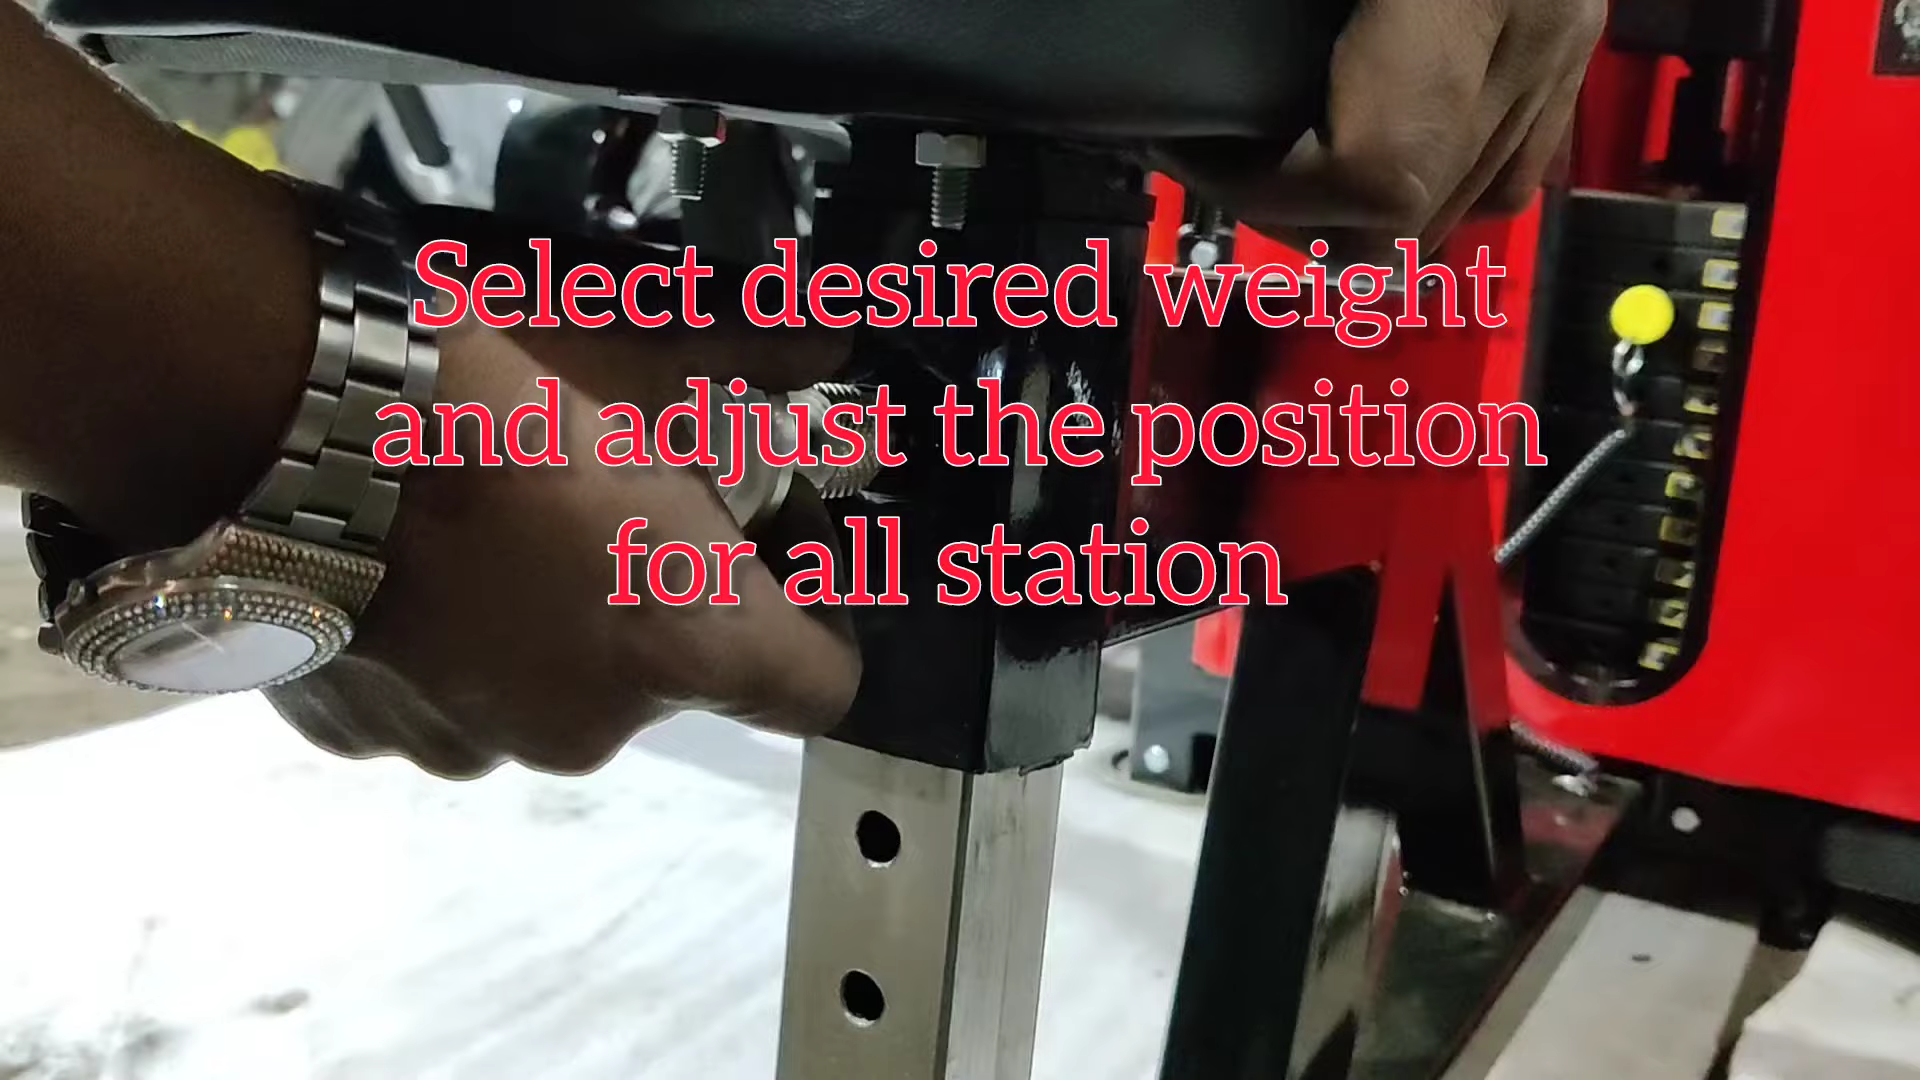 Select desired weight
and adjust the position
for all station